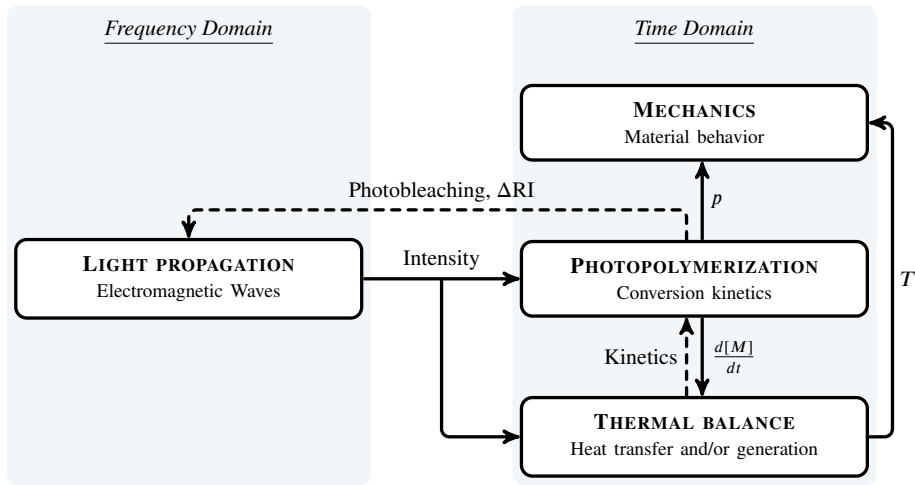 Frequency Domain
Time Domain
MECHANICS
Material behavior
Photobleaching, ΔRI
p
LIGHT PROPAGATION
Electromagnetic Waves
Intensity
PHOTOPOLYMERIZATION
Conversion kinetics
T
Kinetics
d[M]
dt
THERMAL BALANCE
Heat transfer and/or generation